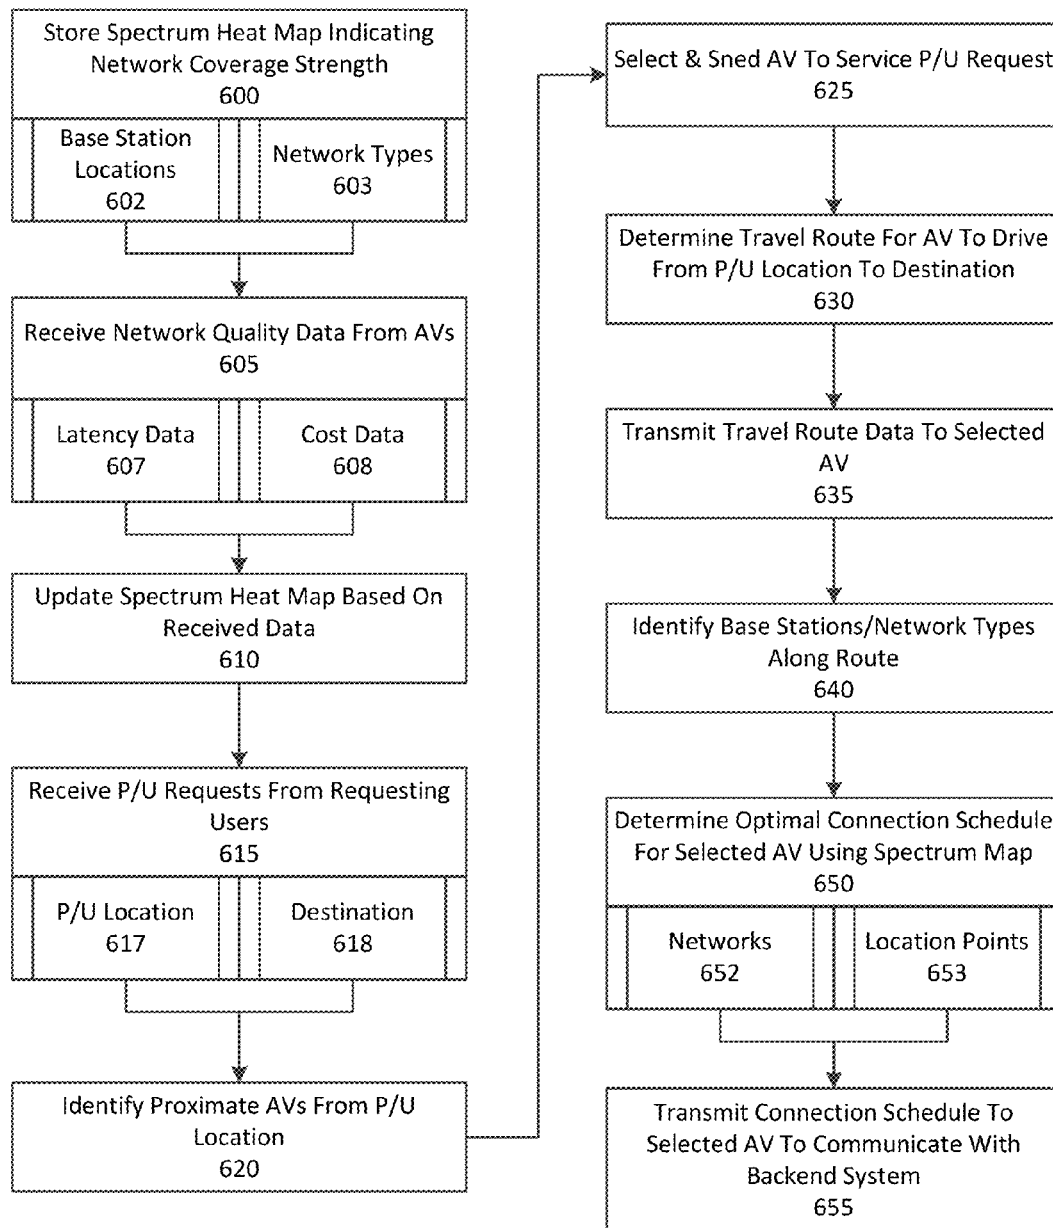 Store Spectrum Heat Map Indicating
Network Coverage Strength
600
Base Station
Locations
602
Network Types
603
Receive Network Quality Data From AVs
605
Latency Data
607
Cost Data
608
Update Spectrum Heat Map Based On
Received Data
610
Receive P/U Requests From Requesting
Users
615
P/U Location
617
Destination
618
Identify Proximate AVs From P/U
Location
620
Select & Sned AV To Service P/U Request
625
Determine Travel Route For AV To Drive
From P/U Location To Destination
630
Transmit Travel Route Data To Selected
AV
635
Identify Base Stations/Network Types
Along Route
640
Determine Optimal Connection Schedule
For Selected AV Using Spectrum Map
650
Networks
652
Location Points
653
Transmit Connection Schedule To
Selected AV To Communicate With
Backend System
655